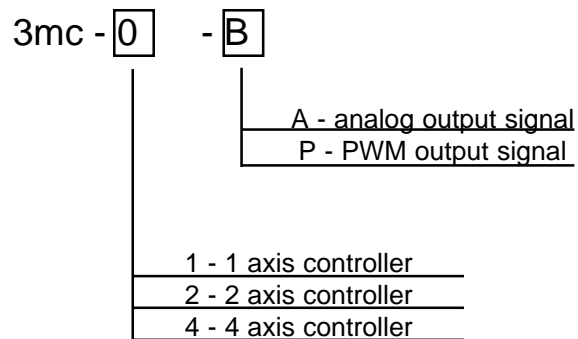 3mc - 0 - B
A - analog output signal
P - PWM output signal
1 - 1 axis controller
2 - 2 axis controller
4 - 4 axis controller